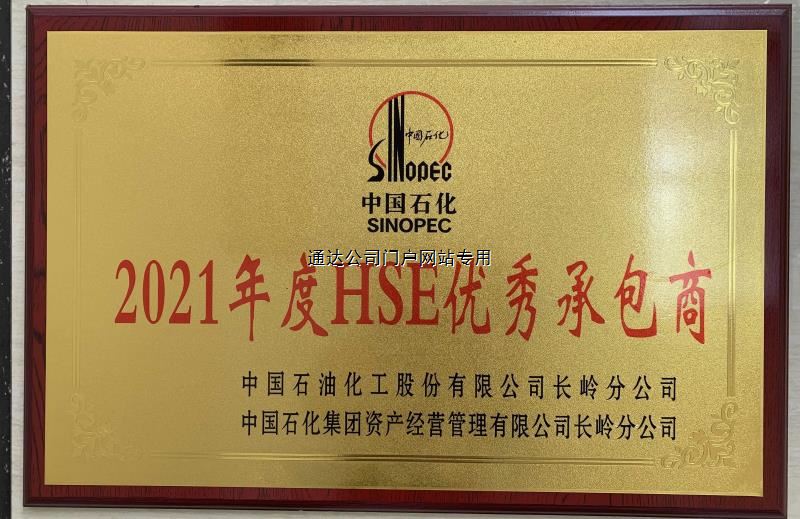 中国石化
SINOPEC
中国石化
SINOPEC
通达公司门户网站专用
2021年度HSE优秀承包商
中国石油化工股份有限公司长岭分公司
中国石化集团资产经营管理有限公司长岭分公司